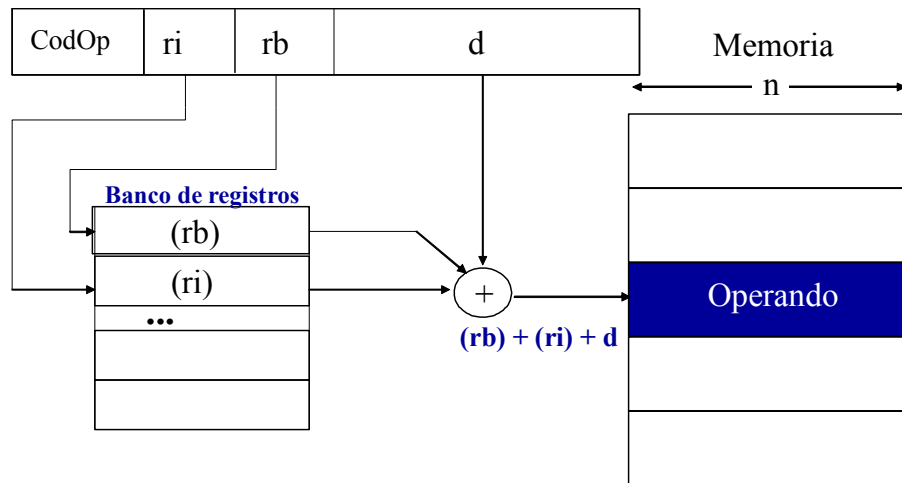 CodOp ri rb d
Memoria
n
Banco de registros
(rb)
(ri)
...
+
(rb) + (ri) + d
Operando